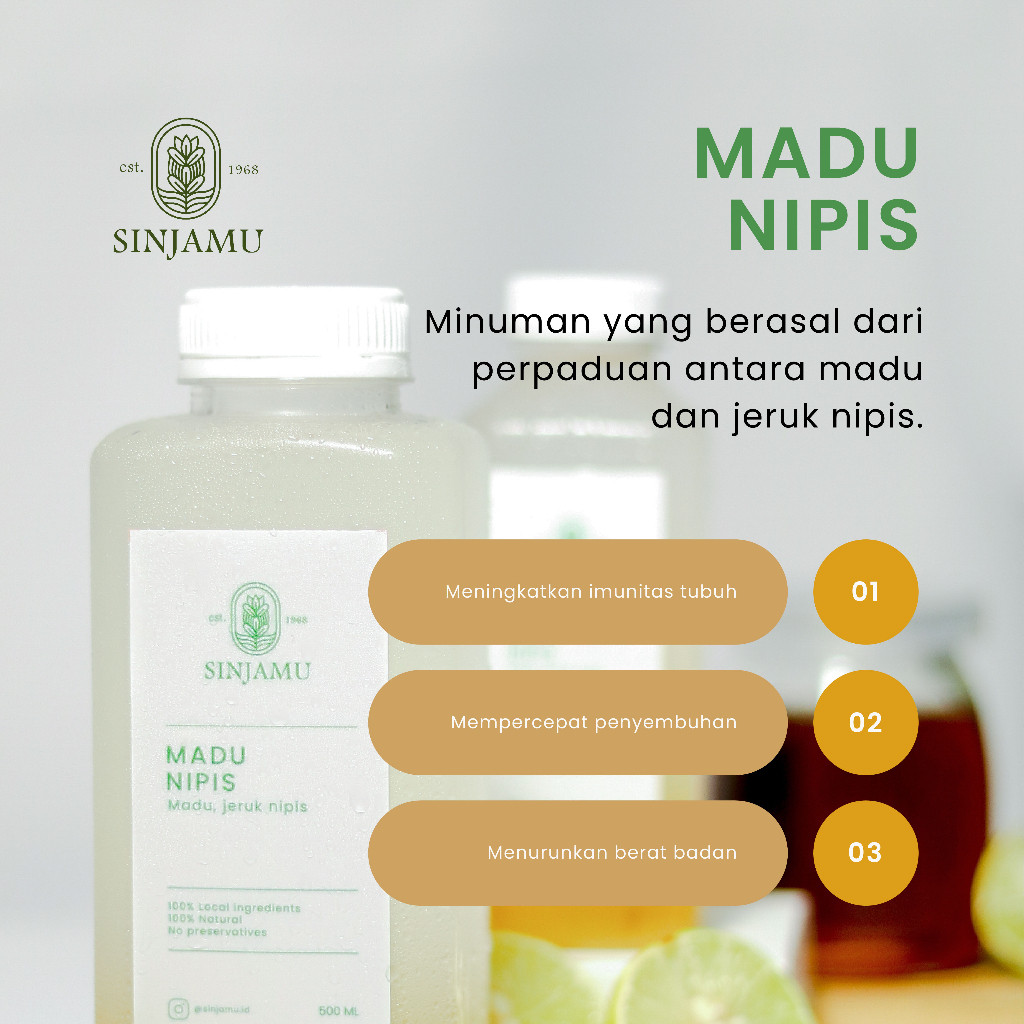 est. 1968
SINJAMU
MADU
NIPIS
Minuman yang berasal dari
perpaduan antara madu
dan jeruk nipis.
Meningkatkan imunitas tubuh 01
Mempercepat penyembuhan 02
Menurunkan berat badan 03
est. 1968
SINJAMU
MADU
NIPIS
Madu, jeruk nipis
100% Local ingredients
100% Natural
No preservatives
@sinjamu.id 500 ML